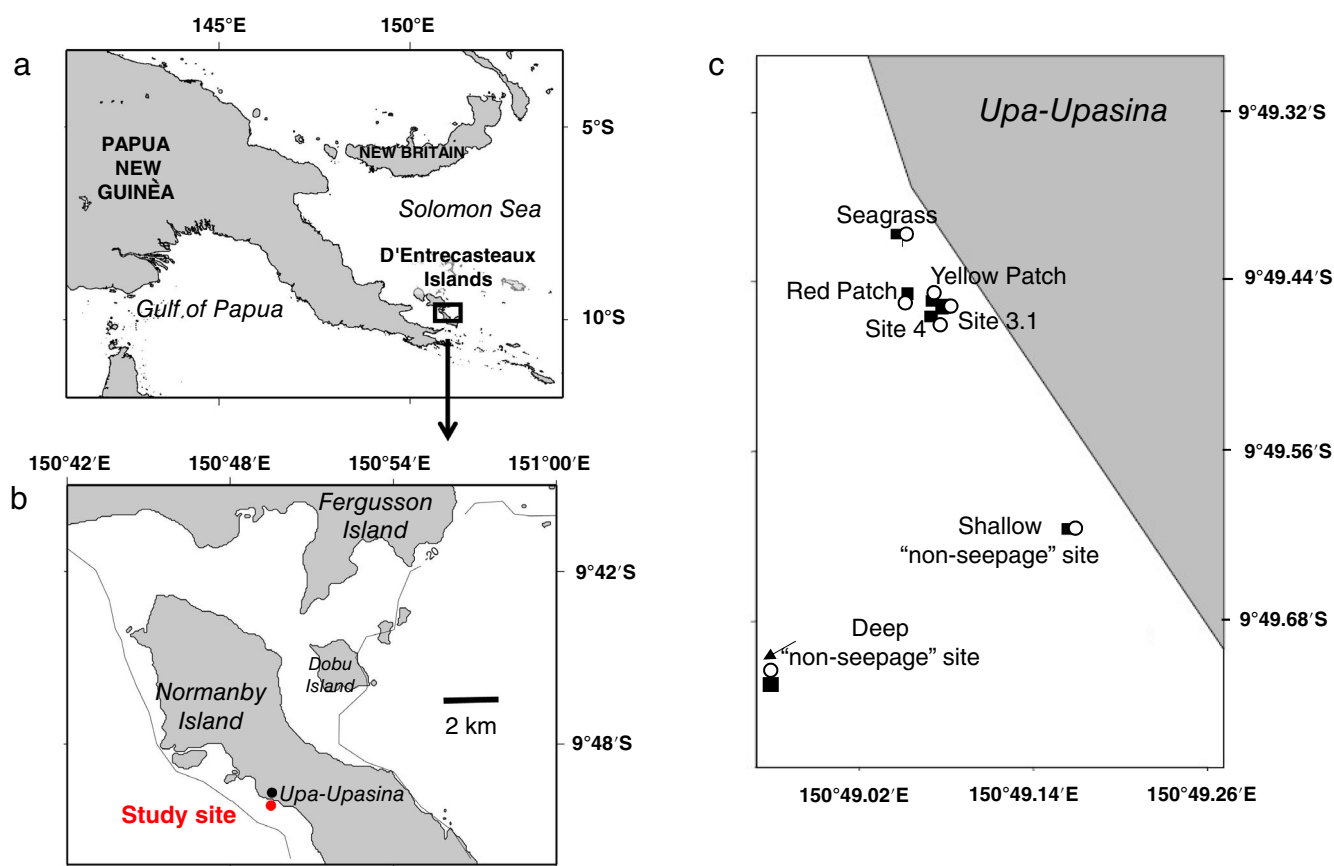 145°E
150°E
a
PAPUA
NEW
GUINÈA
NEW BRITAIN
5°S
Solomon Sea
D'Entrecasteaux
Islands
Gulf of Papua
10°S
150°42′E
150°48′E
150°54′E
151°00′E
b
Fergusson
Island
-20
9°42′S
Dobu
Island
Normanby
Island
2 km
9°48′S
Upa-Upasina
Study site
c
Upa-Upasina
9°49.32′S
Seagrass
9°49.44′S
Yellow Patch
Red Patch
Site 4
Site 3.1
9°49.56′S
Shallow
“non-seepage” site
9°49.68′S
Deep
“non-seepage” site
150°49.02′E
150°49.14′E
150°49.26′E